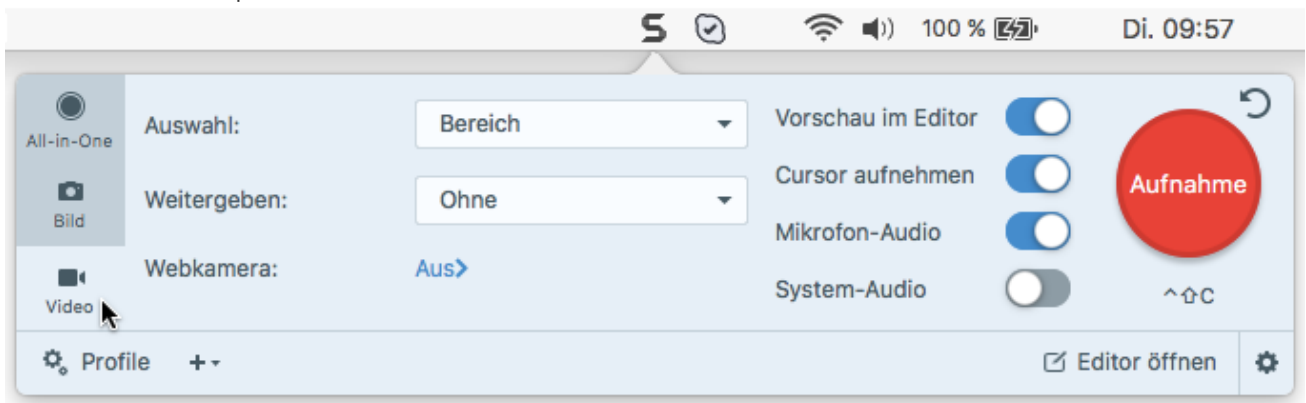 S 100 % Di. 09:57
All-in-One
Bild
Video
Auswahl: Bereich
Weitergeben: Ohne
Webkamera: Aus>
Vorschau im Editor
Cursor aufnehmen
Mikrofon-Audio
System-Audio
Aufnahme
^⇧C
Profile +
Editor öffnen